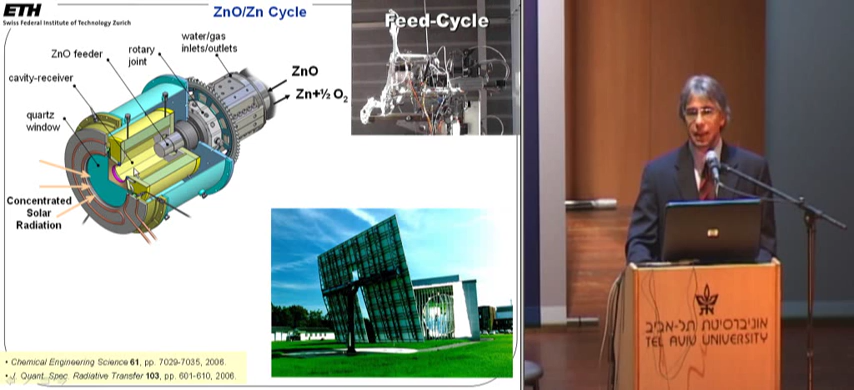 ETH
Swiss Federal Institute of Technology Zurich
ZnO/Zn Cycle
Feed-Cycle
water/gas
inlets/outlets
rotary
joint
ZnO feeder
cavity-receiver
quartz
window
ZnO
Zn+½ O2
Concentrated
Solar
Radiation
• Chemical Engineering Science 61, pp. 7029-7035, 2006.
• J. Quant. Spec. Radiative Transfer 103, pp. 601-610, 2006.
hp
אוניברסיטת תל-אביב
TEL AVIV UNIVERSITY